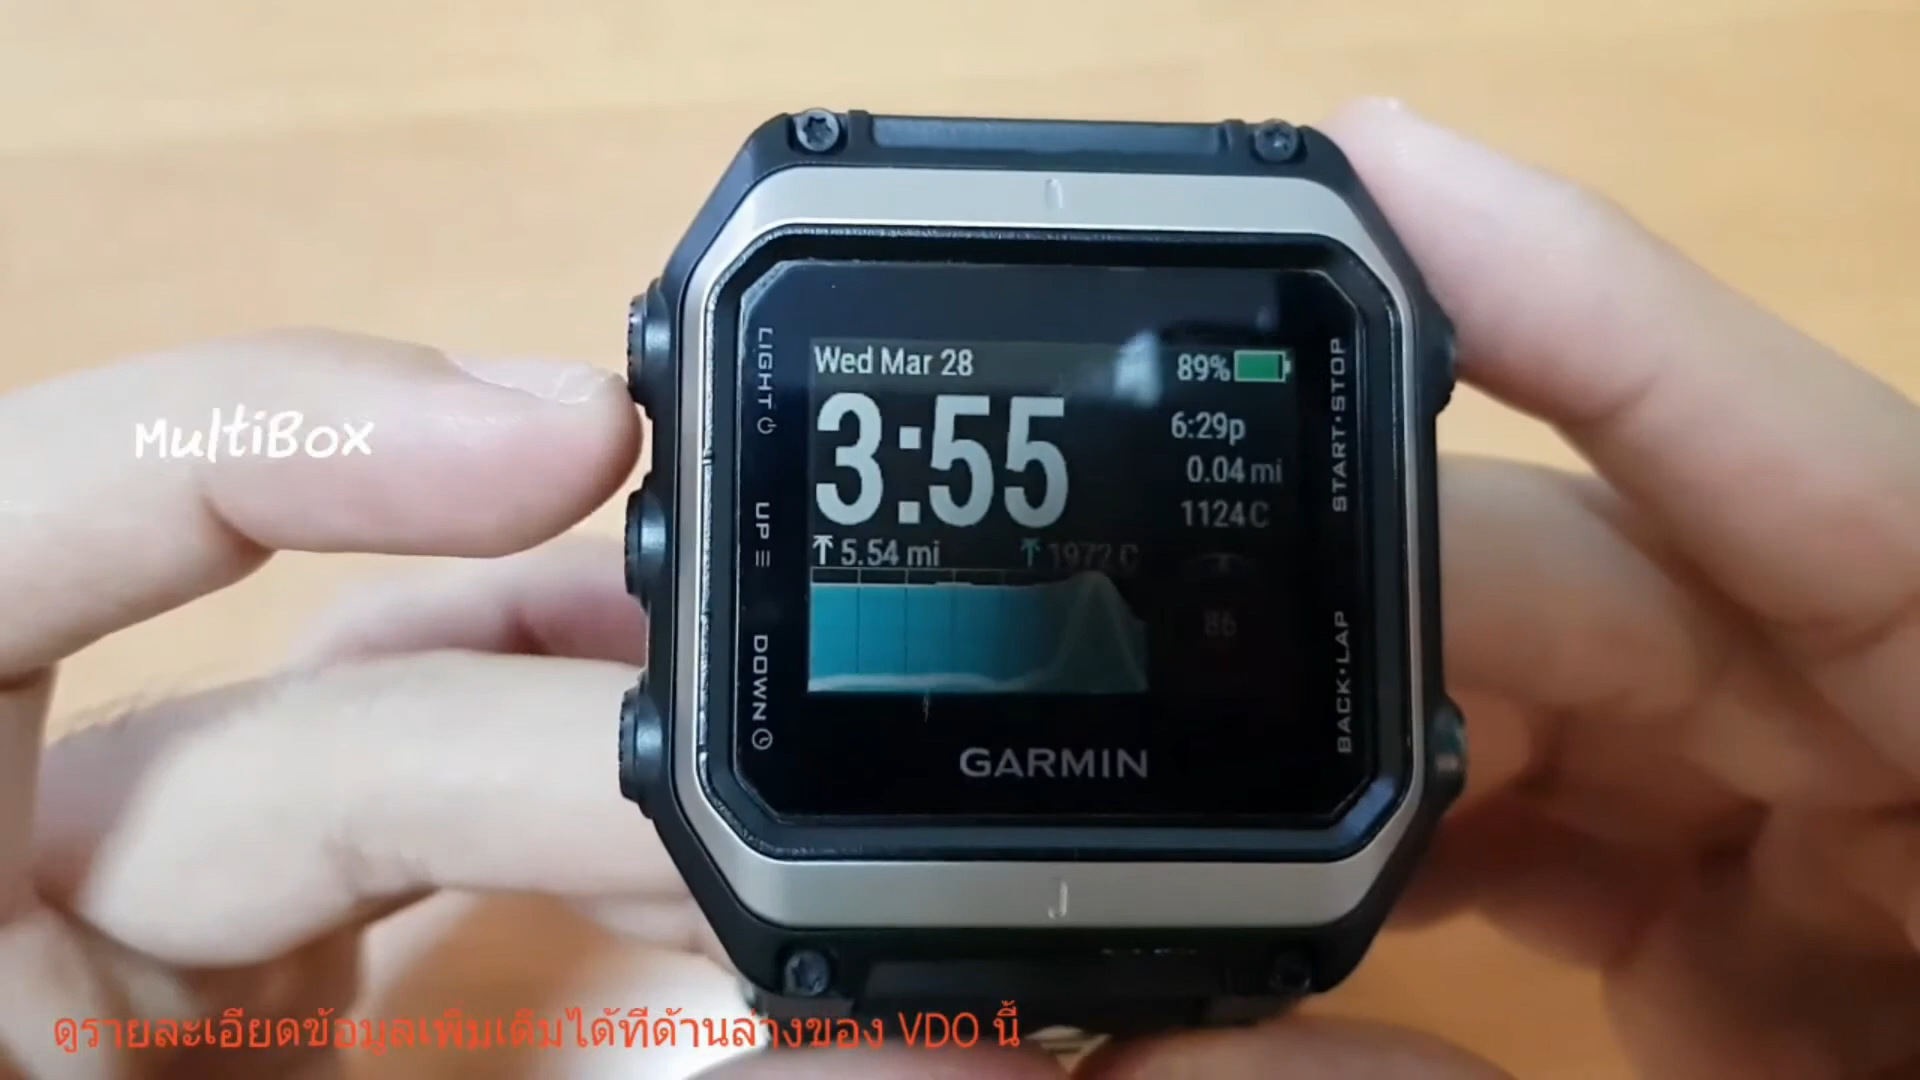 Wed Mar 28
89%
3:55
6:29p
0.04 mi
1124C
5.54 mi
1972 C
86
GARMIN
LIGHT
UP
DOWN
START·STOP
BACK·LAP
MultiBox
ดูรายละเอียดข้อมูลเพิ่มเติมได้ที่ด้านล่างของ VDO นี้